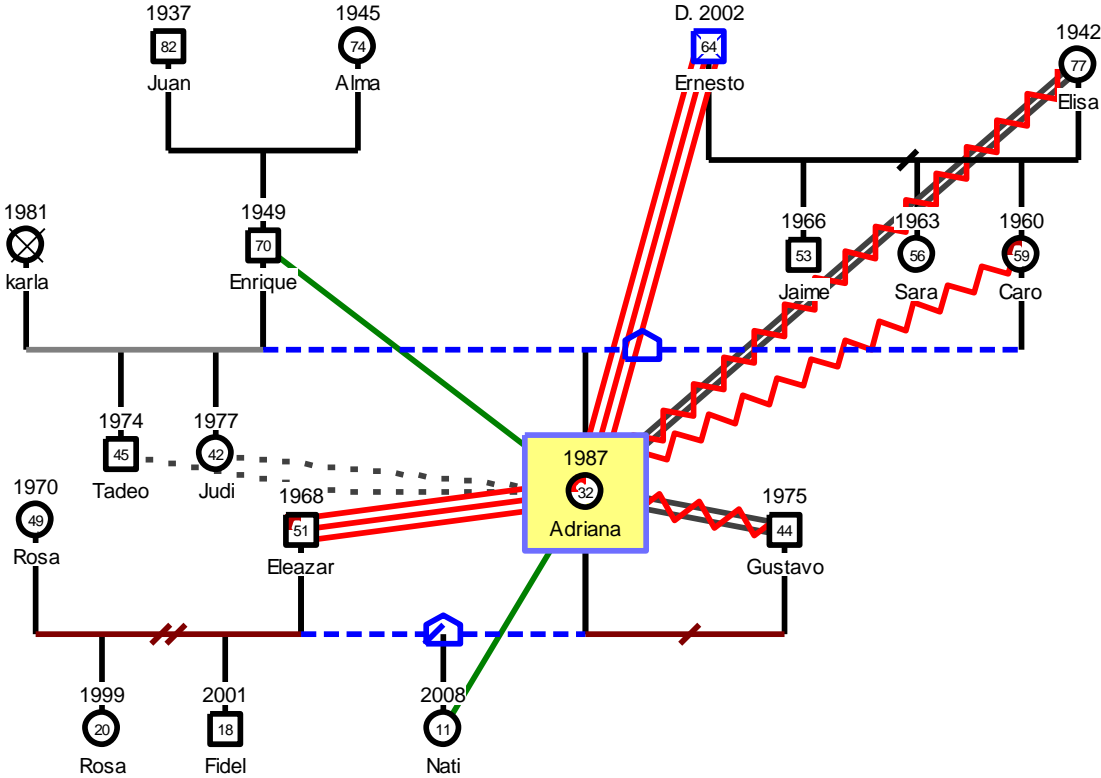 1937
82
Juan
1945
74
Alma
D. 2002
64
Ernesto
1942
77
Elisa
1981
karla
1949
70
Enrique
1966
53
Jaime
1963
56
Sara
1960
59
Caro
1974
45
Tadeo
1977
42
Judi
1970
49
Rosa
1968
51
Eleazar
1987
32
Adriana
1975
44
Gustavo
1999
20
Rosa
2001
18
Fidel
2008
11
Nati